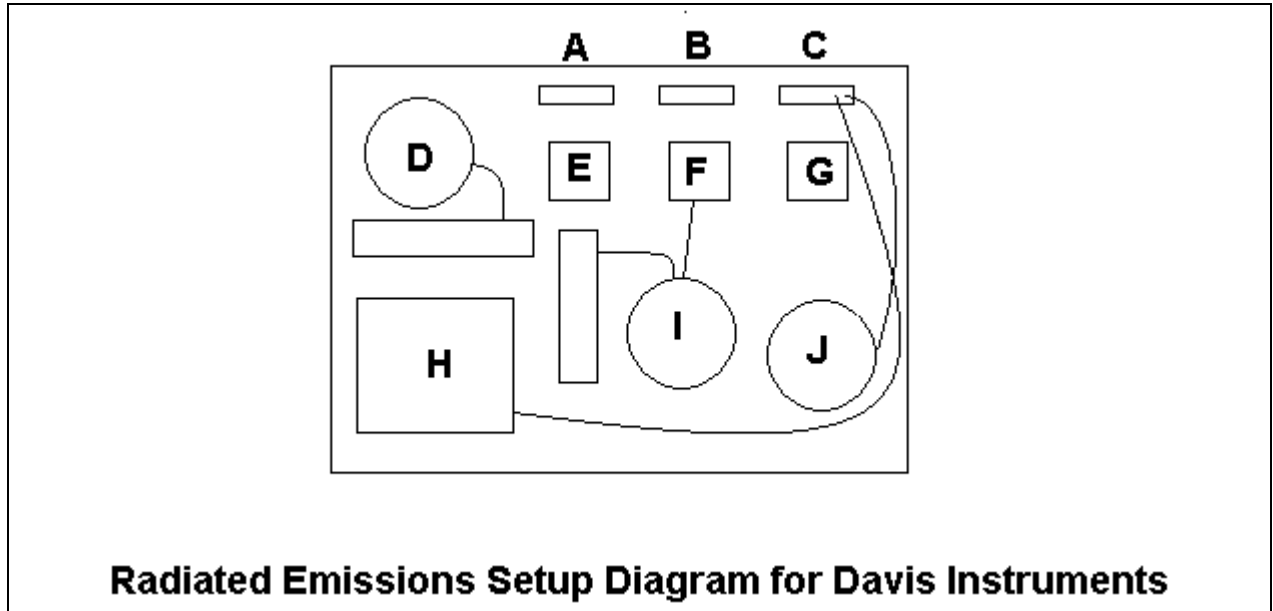 A B C
D E F G
H I J
Radiated Emissions Setup Diagram for Davis Instruments